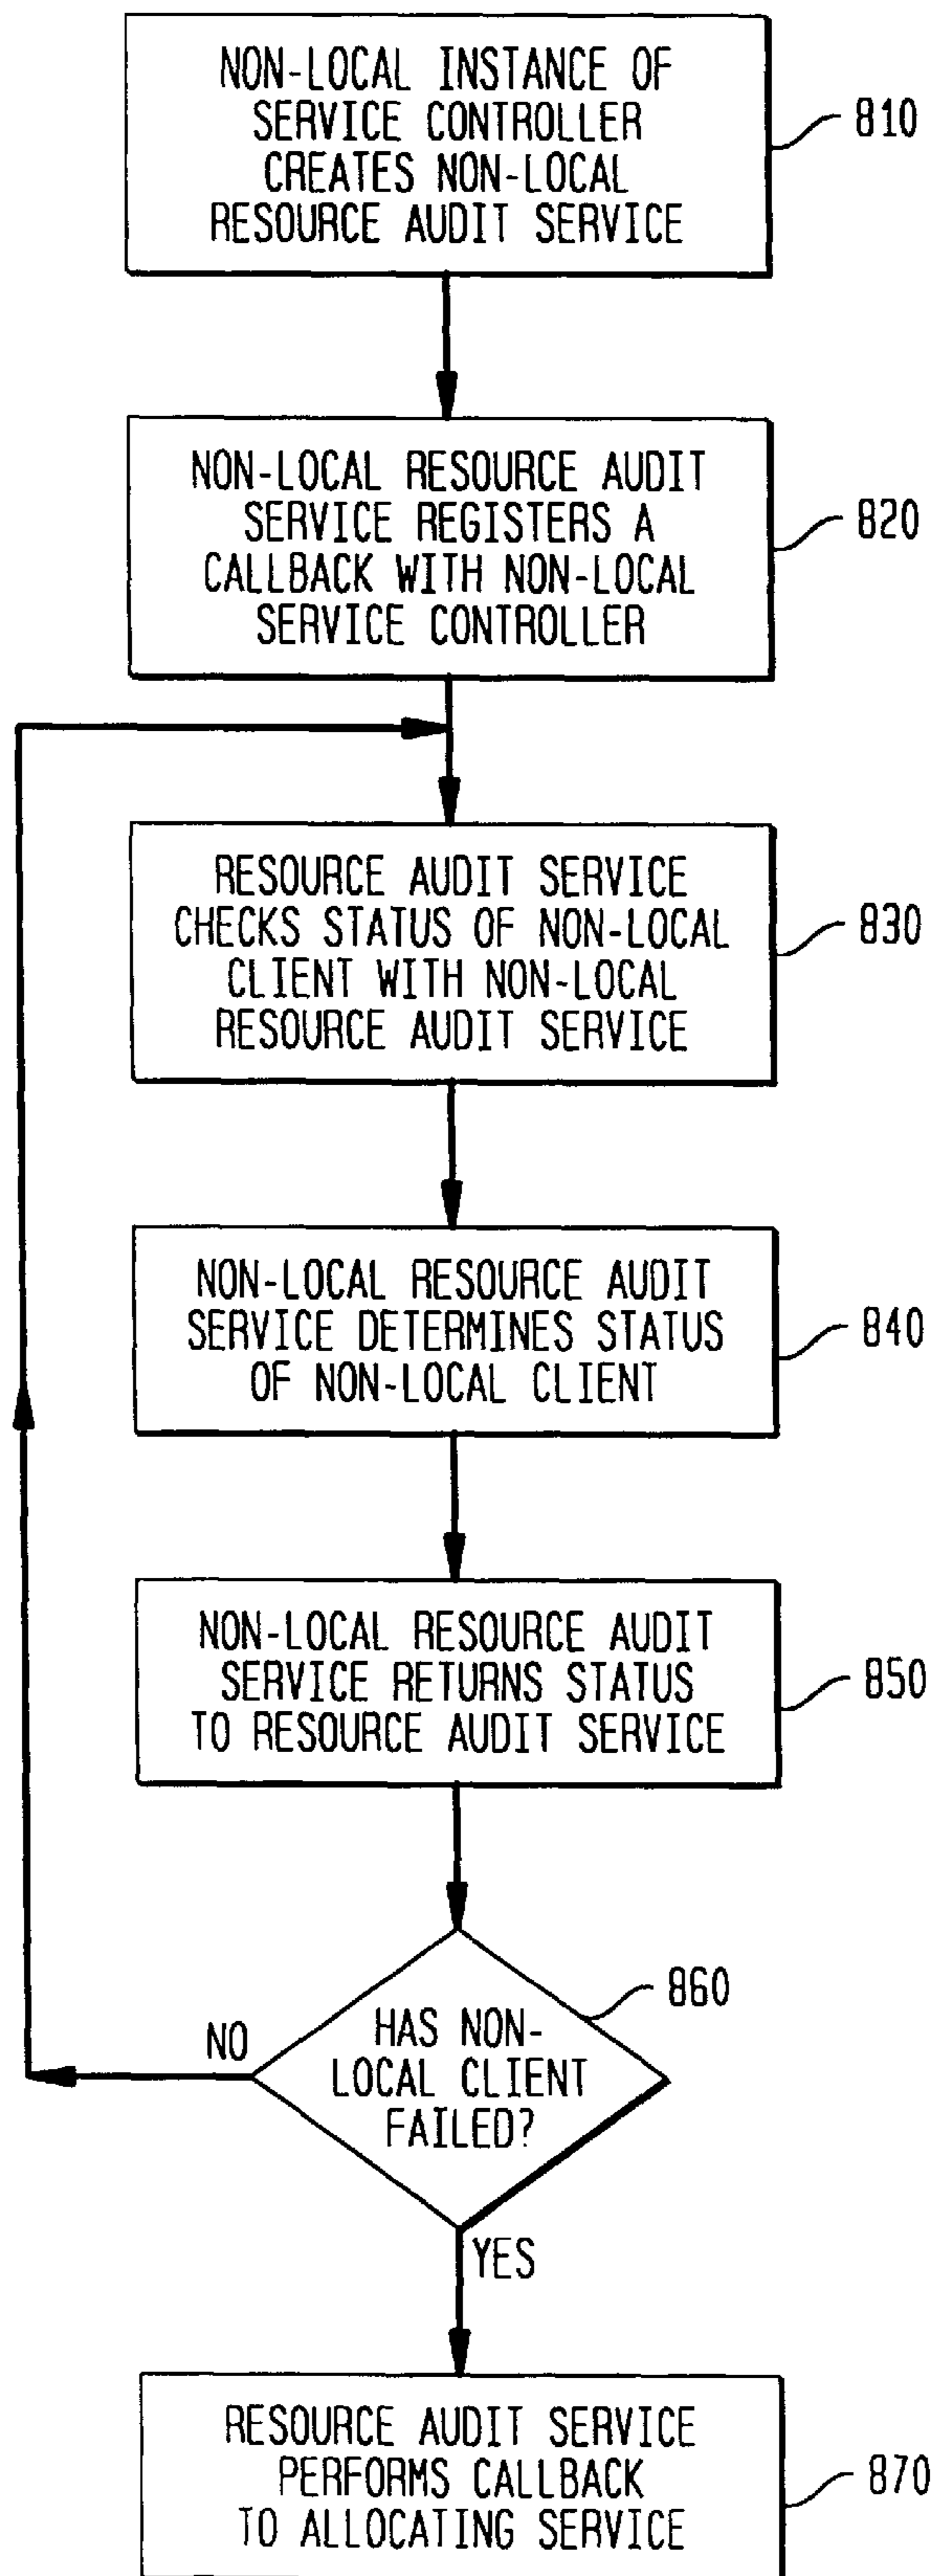 NON-LOCAL INSTANCE OF
SERVICE CONTROLLER
CREATES NON-LOCAL
RESOURCE AUDIT SERVICE
810
NON-LOCAL RESOURCE AUDIT
SERVICE REGISTERS A
CALLBACK WITH NON-LOCAL
SERVICE CONTROLLER
820
RESOURCE AUDIT SERVICE
CHECKS STATUS OF NON-LOCAL
CLIENT WITH NON-LOCAL
RESOURCE AUDIT SERVICE
830
NON-LOCAL RESOURCE AUDIT
SERVICE DETERMINES STATUS
OF NON-LOCAL CLIENT
840
NON-LOCAL RESOURCE AUDIT
SERVICE RETURNS STATUS
TO RESOURCE AUDIT SERVICE
850
860
HAS NON-
LOCAL CLIENT
FAILED?
NO
YES
RESOURCE AUDIT SERVICE
PERFORMS CALLBACK
TO ALLOCATING SERVICE
870